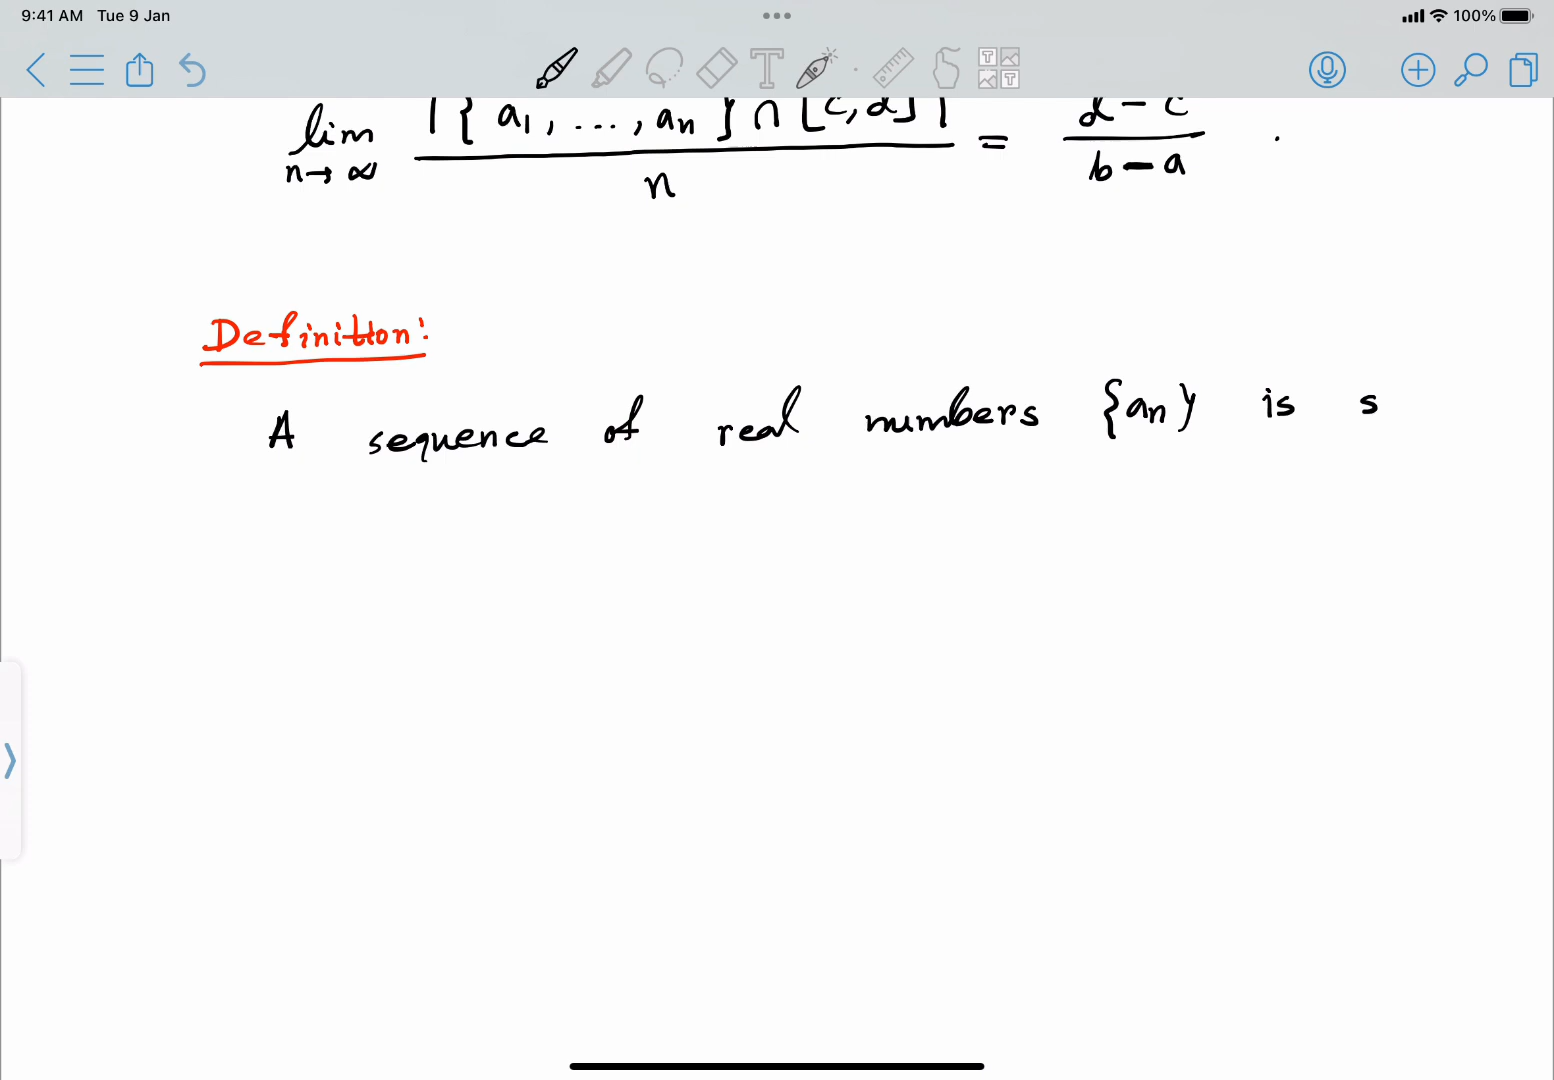 9:41 AM Tue 9 Jan 100%
lim n→∞ |{a₁, ..., aₙ} ∩ [c, d]| / n = d − c / b − a .
Definition:
A sequence of real numbers {aₙ} is s